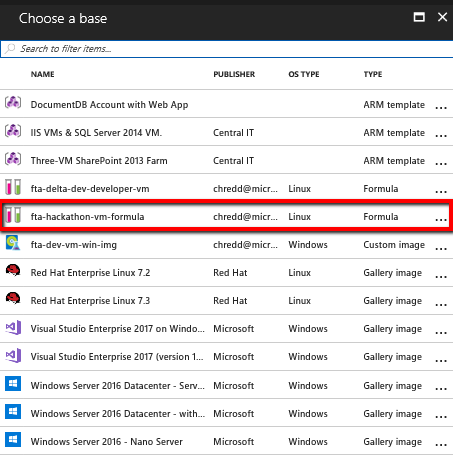 Choose a base
Search to filter items...
NAME PUBLISHER OS TYPE TYPE
DocumentDB Account with Web App ARM template ...
IIS VMs & SQL Server 2014 VM. Central IT ARM template ...
Three-VM SharePoint 2013 Farm Central IT ARM template ...
fta-delta-dev-developer-vm chredd@micr... Linux Formula ...
fta-hackathon-vm-formula chredd@micr... Linux Formula ...
fta-dev-vm-win-img chredd@micr... Windows Custom image ...
Red Hat Enterprise Linux 7.2 Red Hat Linux Gallery image ...
Red Hat Enterprise Linux 7.3 Red Hat Linux Gallery image ...
Visual Studio Enterprise 2017 on Windo... Microsoft Windows Gallery image ...
Visual Studio Enterprise 2017 (version 1... Microsoft Windows Gallery image ...
Windows Server 2016 Datacenter - Serv... Microsoft Windows Gallery image ...
Windows Server 2016 Datacenter - with... Microsoft Windows Gallery image ...
Windows Server 2016 - Nano Server Microsoft Windows Gallery image ...